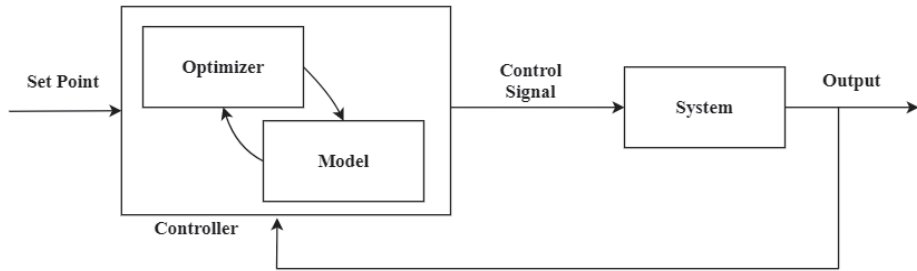 Set Point
Optimizer
Model
Controller
Control
Signal
System
Output